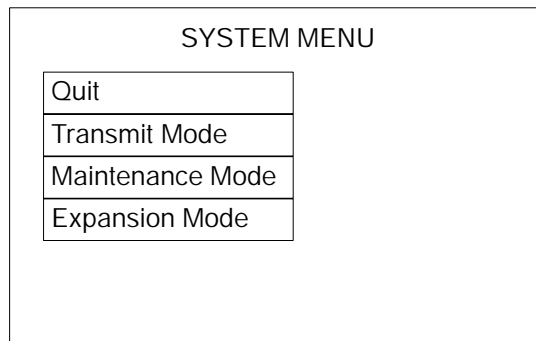 SYSTEM MENU
Quit
Transmit Mode
Maintenance Mode
Expansion Mode